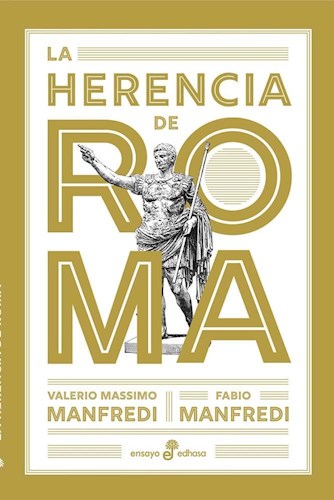 LA
HERENCIA
DE
ROMA
VALERIO MASSIMO
MANFREDI
FABIO
MANFREDI
ensayo edhasa